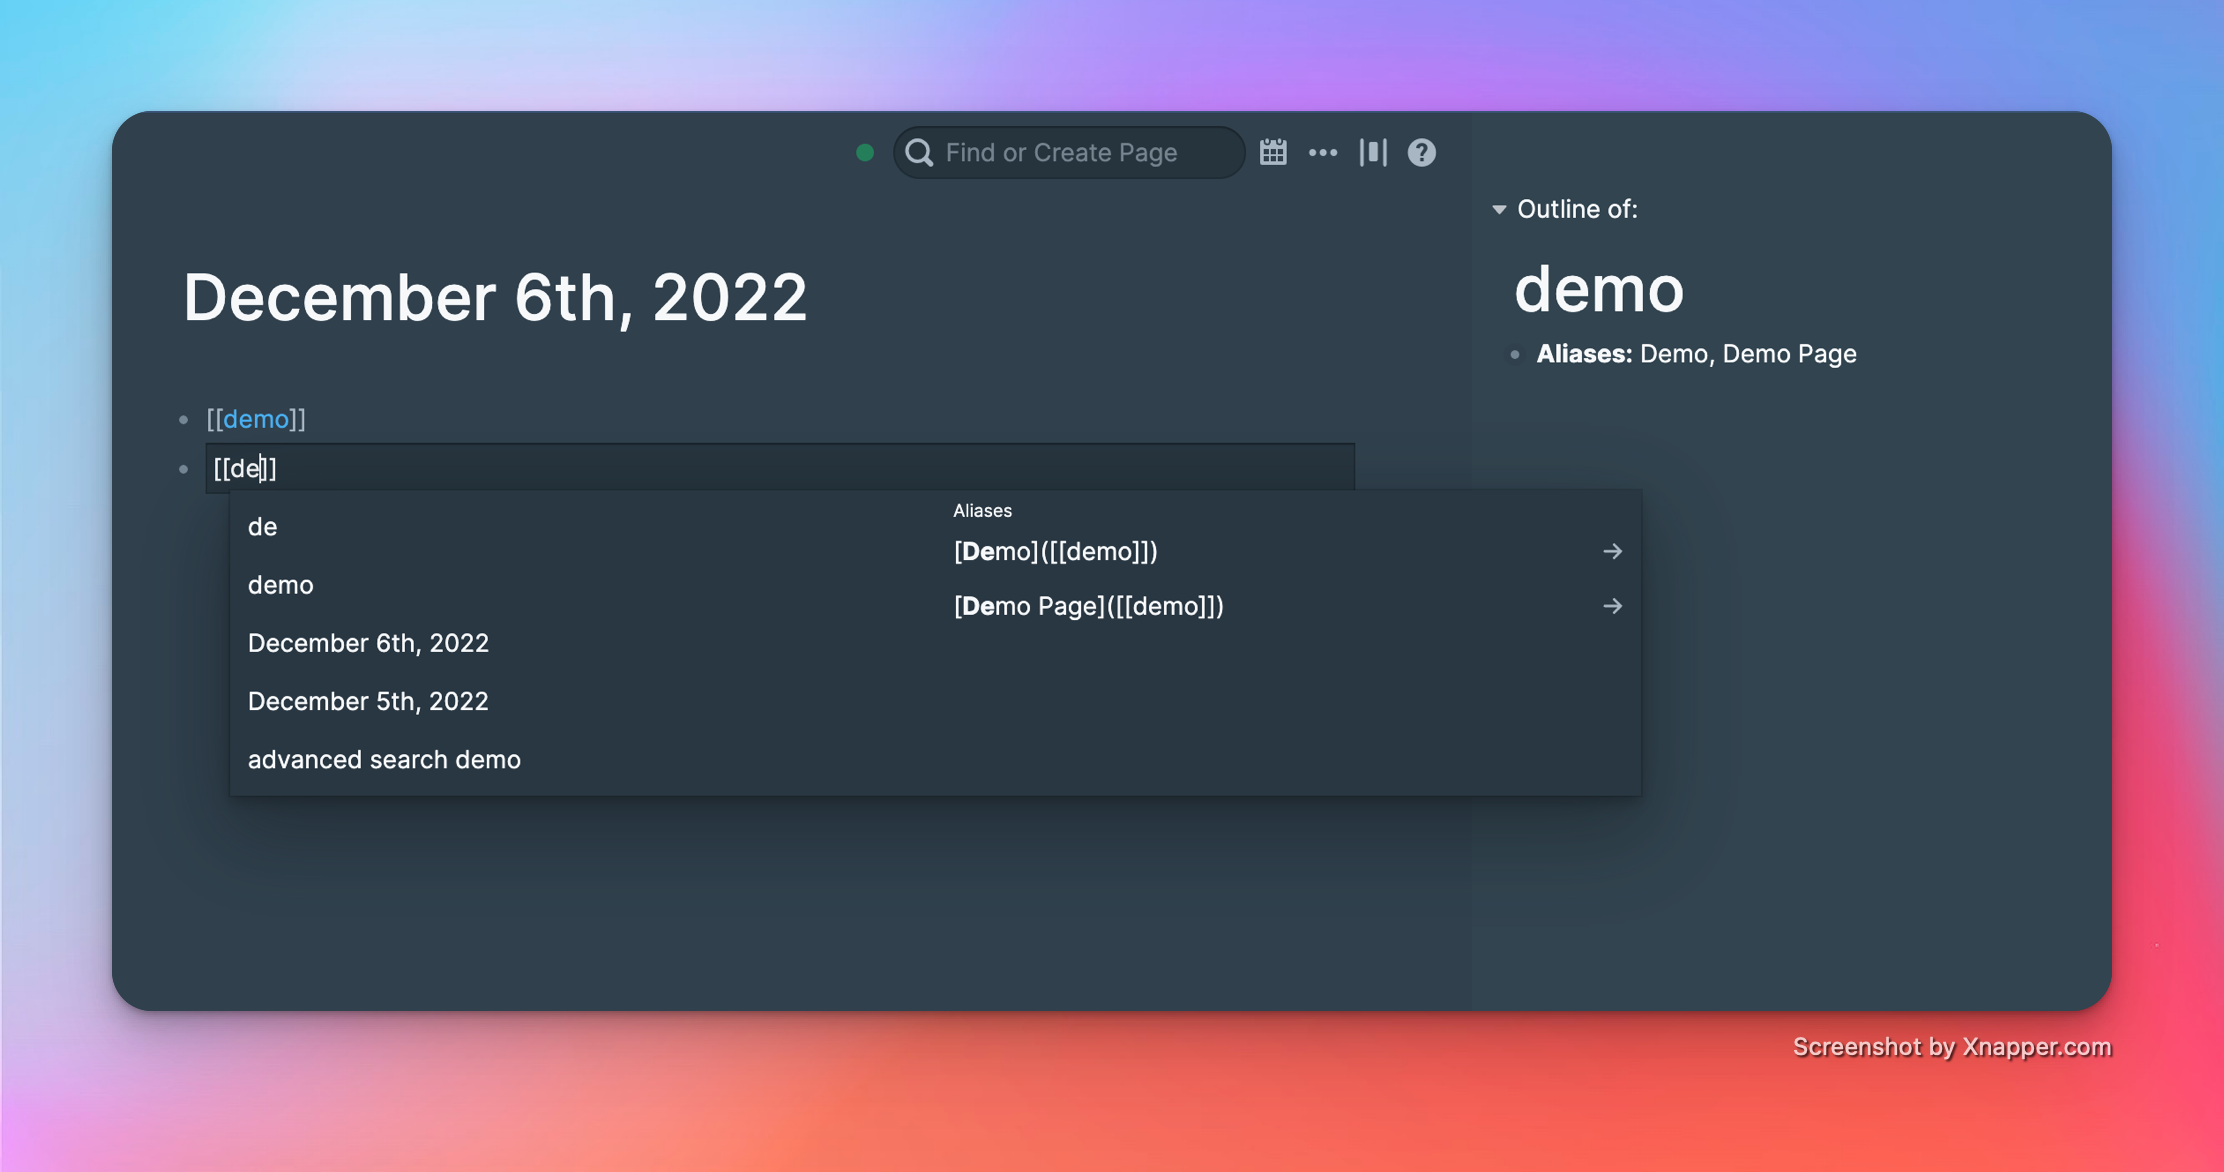 Find or Create Page
Outline of:
December 6th, 2022
demo
Aliases: Demo, Demo Page
[[demo]]
[[de]]
de
demo
December 6th, 2022
December 5th, 2022
advanced search demo
Aliases
[Demo]([[demo]])
[Demo Page]([[demo]])
Screenshot by Xnapper.com